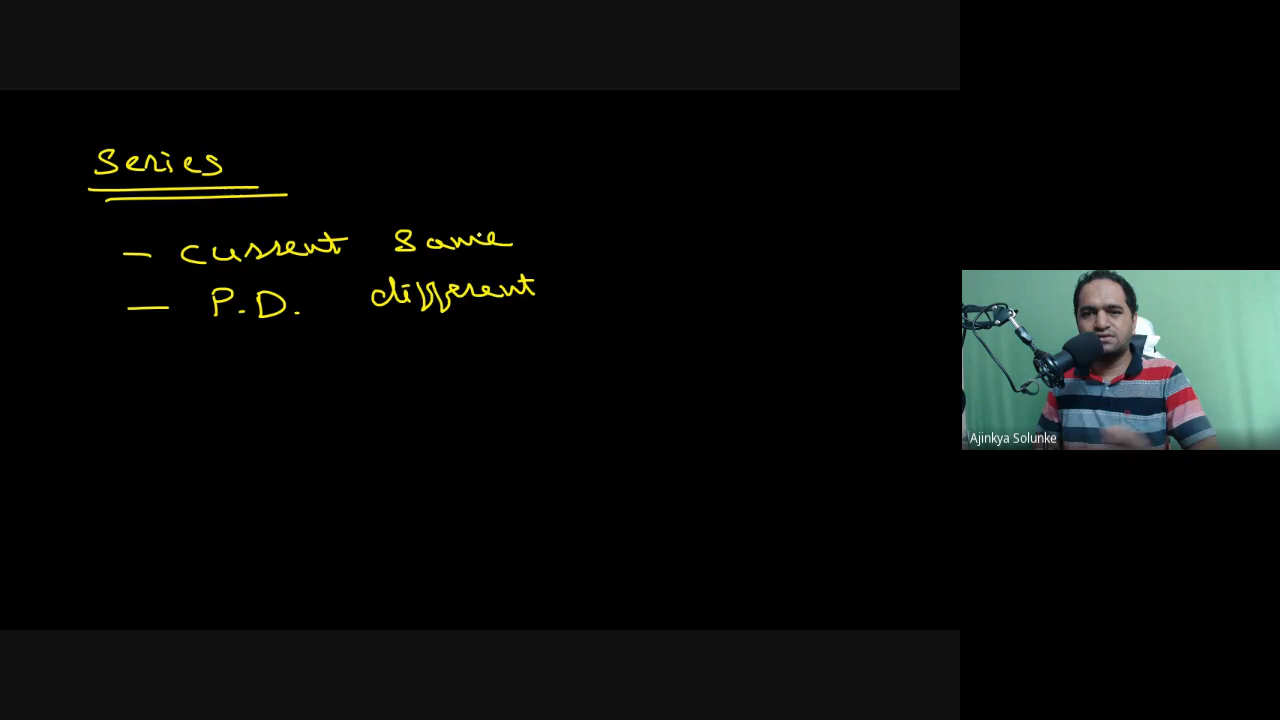 Series
- Current Same
- P.D. different
Ajinkya Solunke